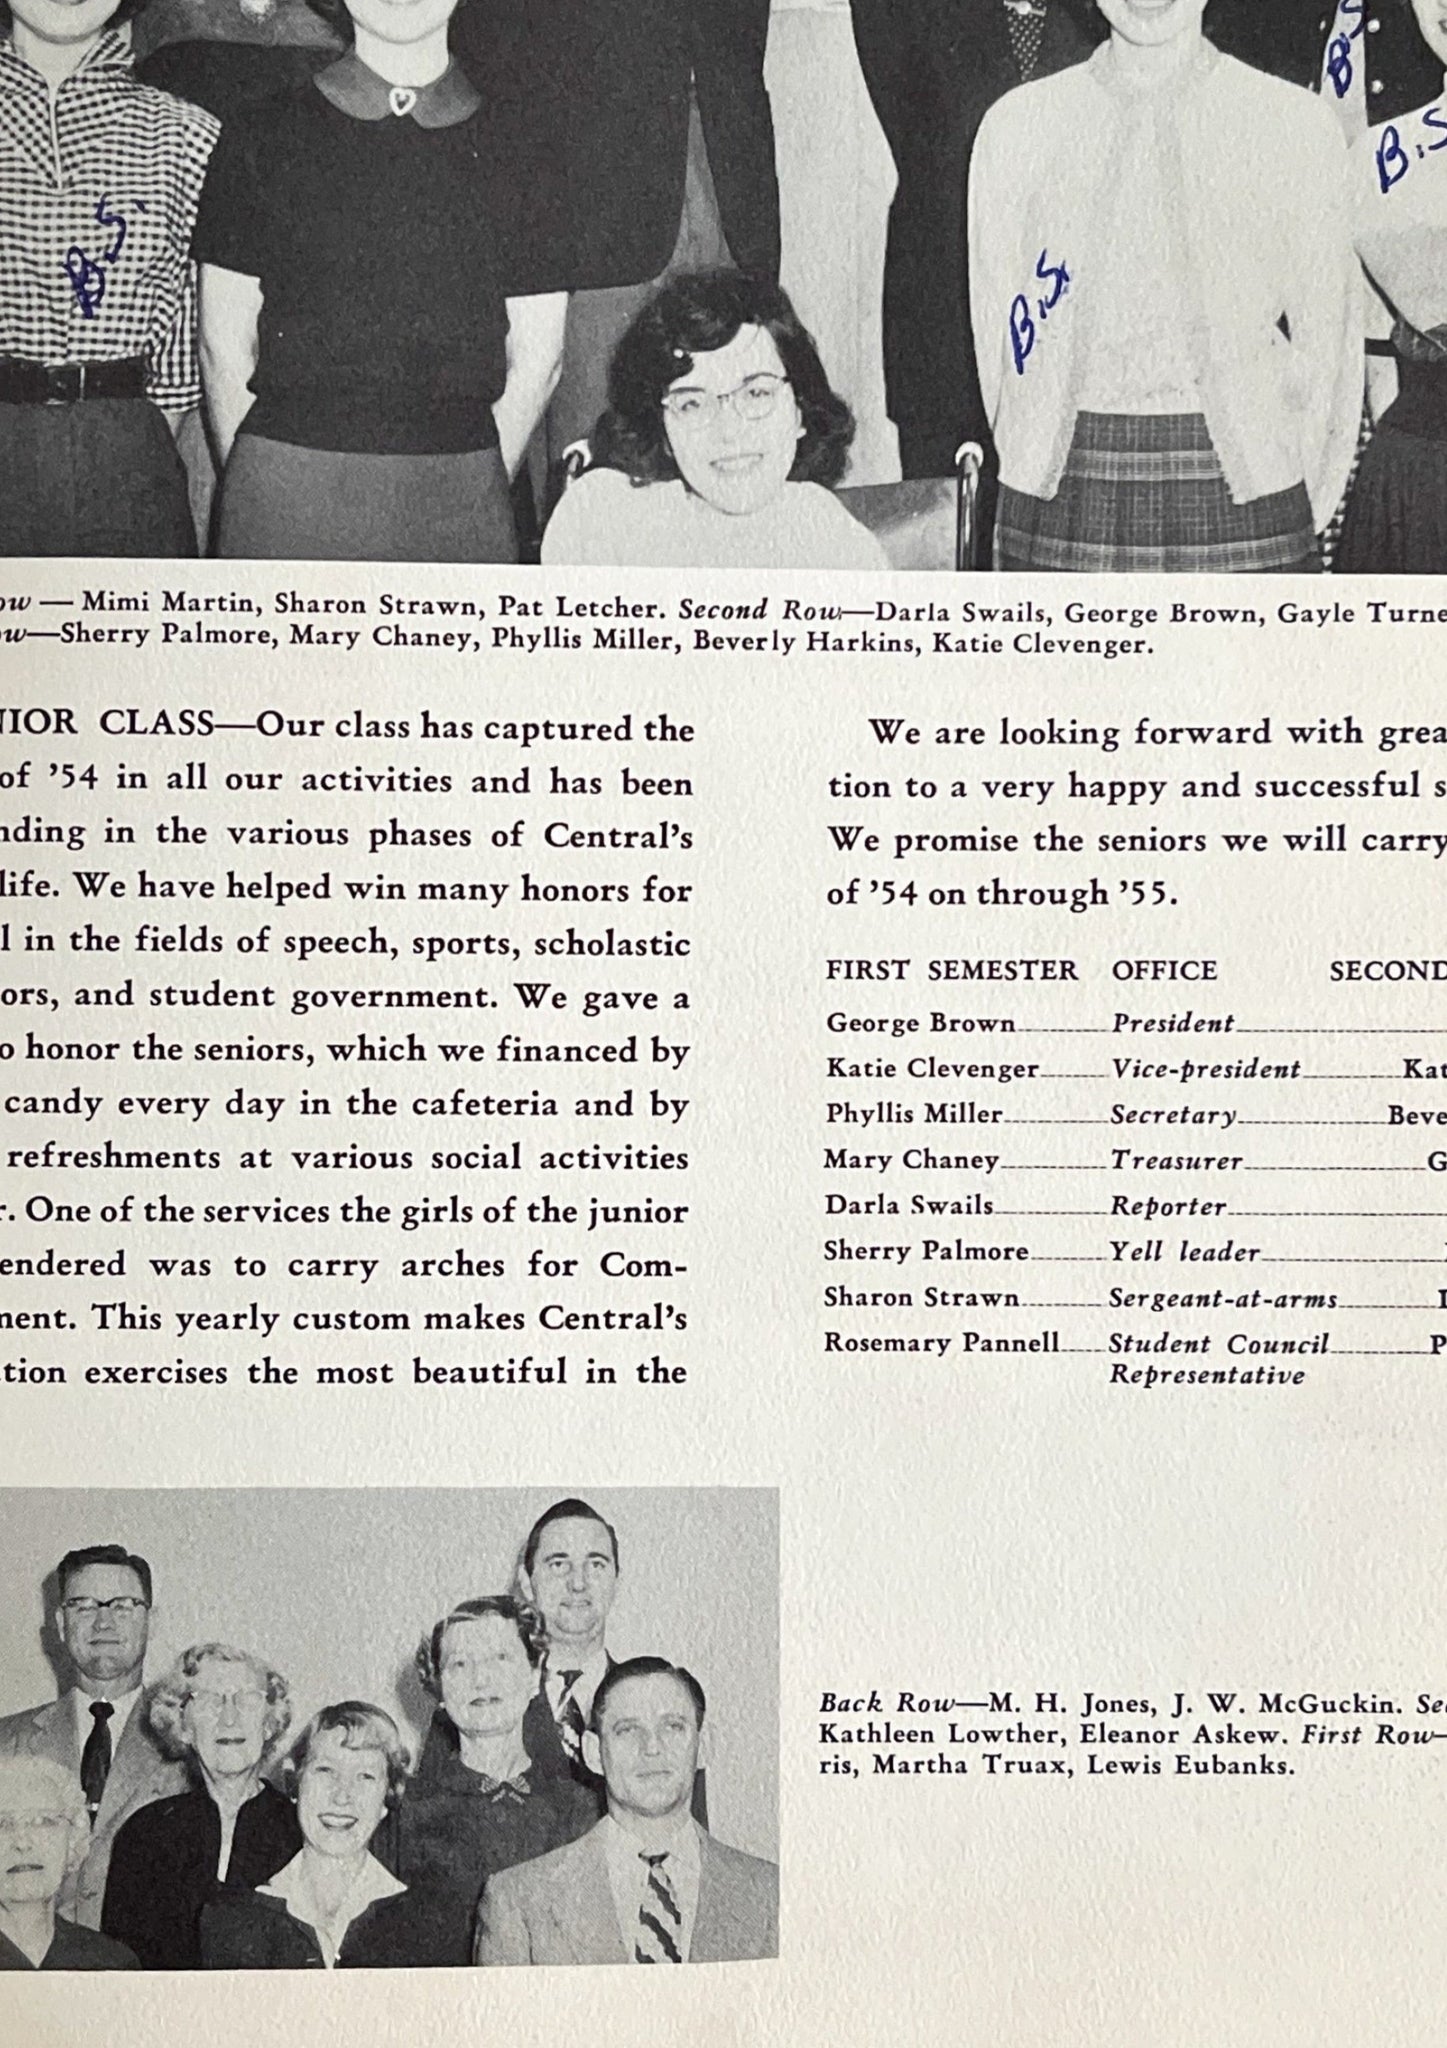 B.S.
B.S.
B.S
B.S
ow — Mimi Martin, Sharon Strawn, Pat Letcher. Second Row—Darla Swails, George Brown, Gayle Turne
ow—Sherry Palmore, Mary Chaney, Phyllis Miller, Beverly Harkins, Katie Clevenger.
NIOR CLASS—Our class has captured the
of ’54 in all our activities and has been
nding in the various phases of Central’s
life. We have helped win many honors for
l in the fields of speech, sports, scholastic
ors, and student government. We gave a
o honor the seniors, which we financed by
candy every day in the cafeteria and by
refreshments at various social activities
r. One of the services the girls of the junior
endered was to carry arches for Com-
ment. This yearly custom makes Central’s
tion exercises the most beautiful in the
We are looking forward with grea
tion to a very happy and successful s
We promise the seniors we will carry
of ’54 on through ’55.
FIRST SEMESTER OFFICE SECOND
George Brown President
Katie Clevenger Vice-president Kat
Phyllis Miller Secretary Beve
Mary Chaney Treasurer G
Darla Swails Reporter
Sherry Palmore Yell leader
Sharon Strawn Sergeant-at-arms
Rosemary Pannell Student Council P
Representative
Back Row—M. H. Jones, J. W. McGuckin. Se
Kathleen Lowther, Eleanor Askew. First Row—
ris, Martha Truax, Lewis Eubanks.